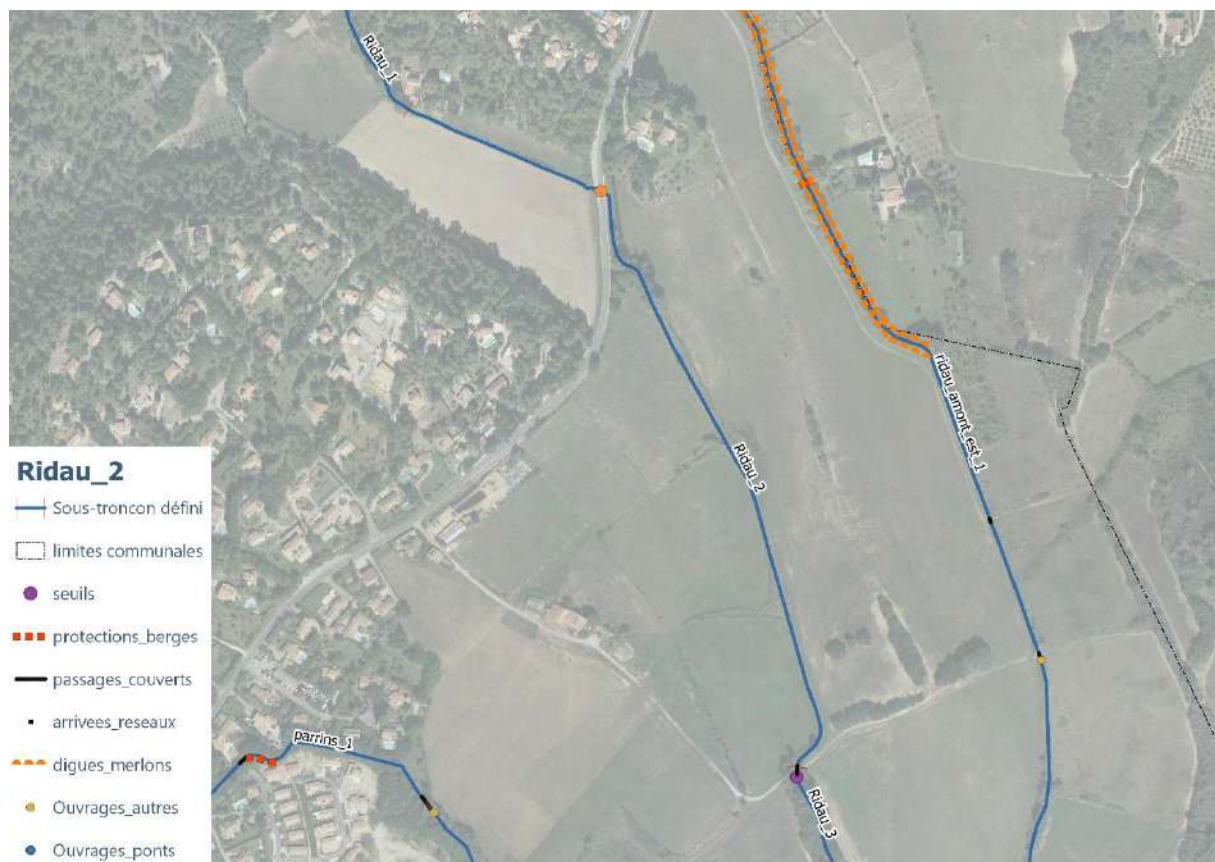 Ridau_1
ridau_amont_est_1
Ridau_2
Ridau_2
Sous-troncon défini
limites communales
seuils
protections_berges
passages_couverts
arrivees_reseaux
digues_merlons
Ouvrages_autres
Ouvrages_ponts
parrins_1
Ridau_3